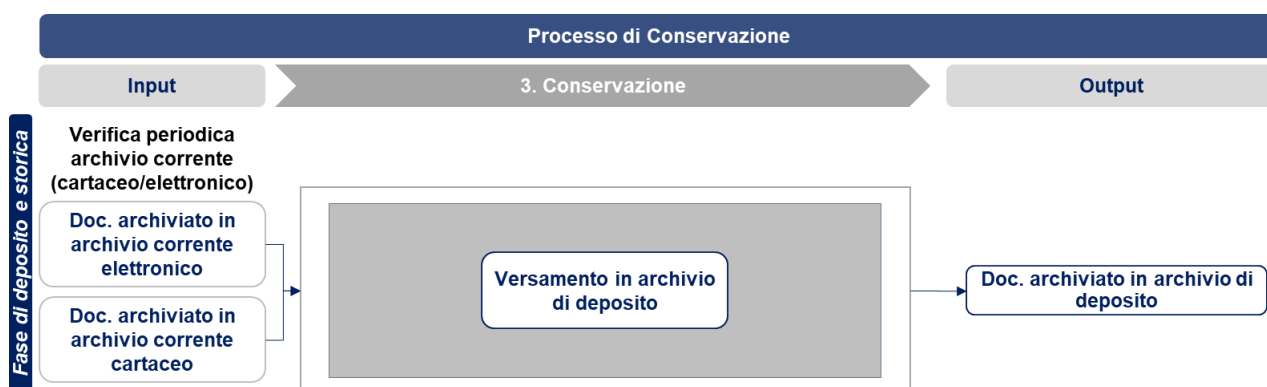 Processo di Conservazione
Input
3. Conservazione
Output
Fase di deposito e storica
Verifica periodica
archivio corrente
(cartaceo/elettronico)
Doc. archiviato in
archivio corrente
elettronico
Doc. archiviato in
archivio corrente
cartaceo
Versamento in archivio
di deposito
Doc. archiviato in archivio di
deposito